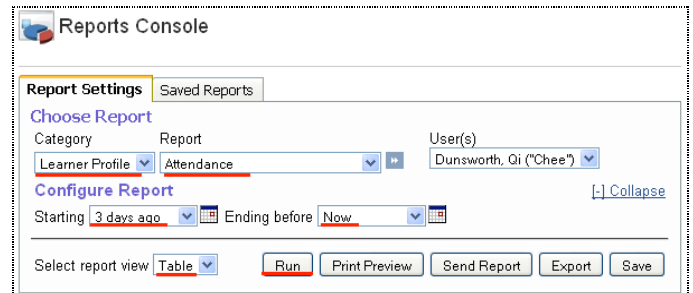 Reports Console
Report Settings Saved Reports
Choose Report
Category Report User(s)
Learner Profile Attendance Dunsworth, Qi ("Chee")
Configure Report [-] Collapse
Starting 3 days ago Ending before Now
Select report view Table Run Print Preview Send Report Export Save